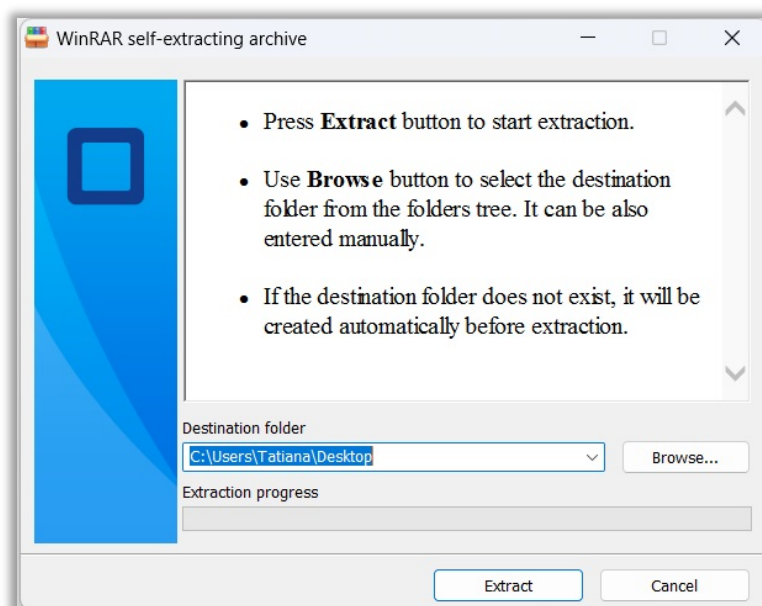 WinRAR self-extracting archive
• Press Extract button to start extraction.
• Use Browse button to select the destination
folder from the folders tree. It can be also
entered manually.
• If the destination folder does not exist, it will be
created automatically before extraction.
Destination folder
C:\Users\Tatiana\Desktop
Browse...
Extraction progress
Extract
Cancel